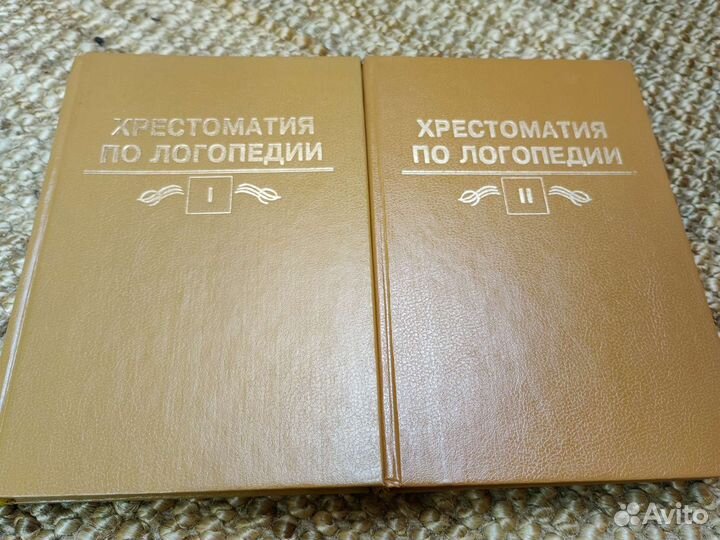 ХРЕСТОМАТИЯ
ПО ЛОГОПЕДИИ
I
ХРЕСТОМАТИЯ
ПО ЛОГОПЕДИИ
II
Avito